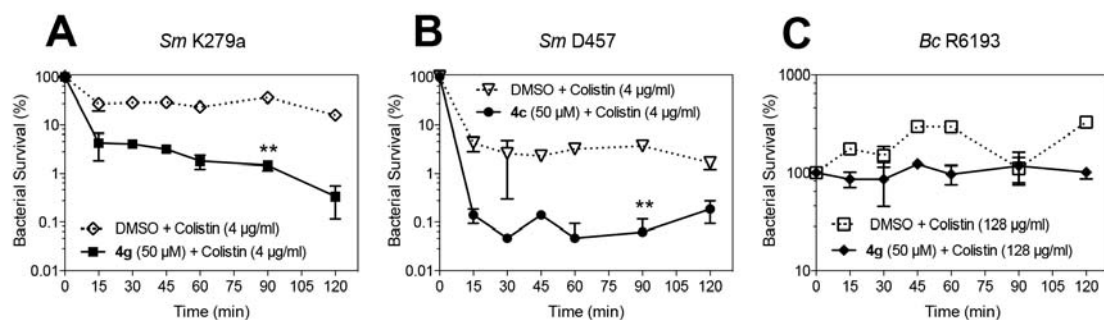 A
Sm K279a
Bacterial Survival (%)
100
10
1
0.1
0.01
DMSO + Colistin (4 µg/ml)
4g (50 µM) + Colistin (4 µg/ml)
**
0 15 30 45 60 75 90 105 120
Time (min)
B
Sm D457
Bacterial Survival (%)
100
10
1
0.1
0.01
DMSO + Colistin (4 µg/ml)
4c (50 µM) + Colistin (4 µg/ml)
**
0 15 30 45 60 75 90 105 120
Time (min)
C
Bc R6193
Bacterial Survival (%)
1000
100
10
DMSO + Colistin (128 µg/ml)
4g (50 µM) + Colistin (128 µg/ml)
0 15 30 45 60 75 90 105 120
Time (min)